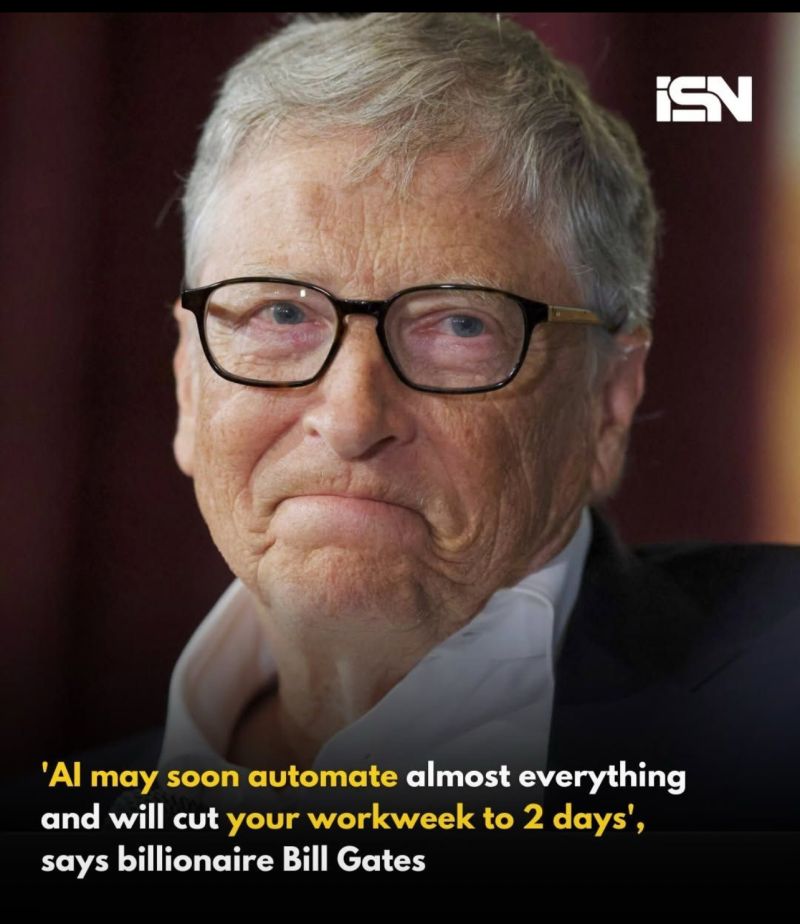 iSN
'AI may soon automate almost everything
and will cut your workweek to 2 days',
says billionaire Bill Gates